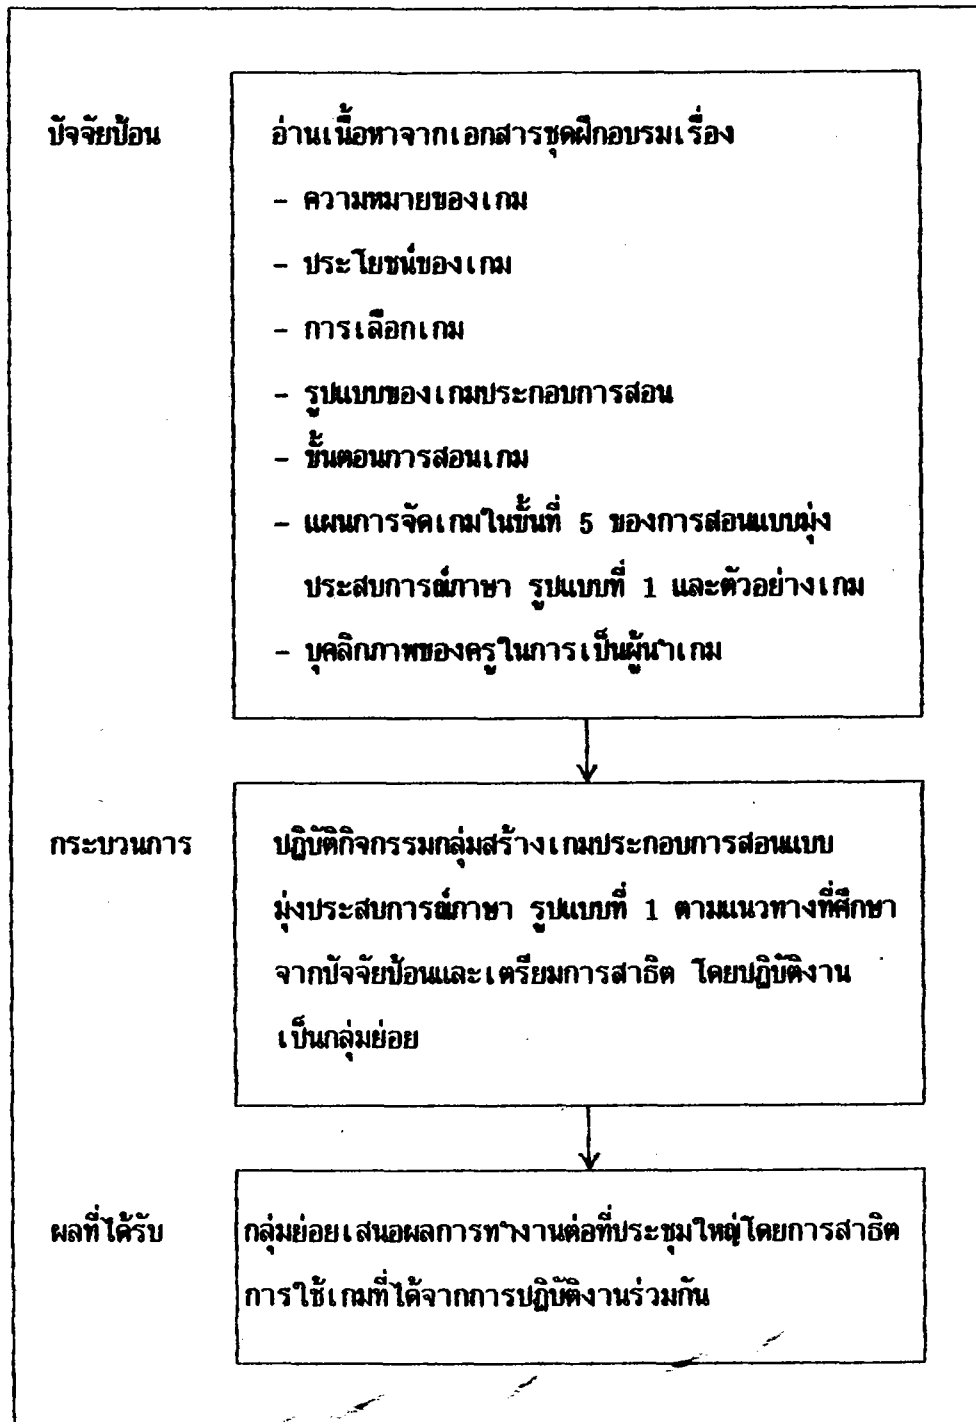 ปัจจัยป้อน
อ่านเนื้อหาจากเอกสารชุดฝึกอบรมเรื่อง
- ความหมายของเกม
- ประโยชน์ของเกม
- การเลือกเกม
- รูปแบบของเกมประกอบการสอน
- ขั้นตอนการสอนเกม
- แผนการจัดเกมในขั้นที่ 5 ของการสอนแบบมุ่ง
ประสบการณ์ภาษา รูปแบบที่ 1 และตัวอย่างเกม
- บุคลิกภาพของครูในการเป็นผู้นำเกม
กระบวนการ
ปฏิบัติกิจกรรมกลุ่มสร้างเกมประกอบการสอนแบบ
มุ่งประสบการณ์ภาษา รูปแบบที่ 1 ตามแนวทางที่ศึกษา
จากปัจจัยป้อนและเตรียมการสาธิต โดยปฏิบัติงาน
เป็นกลุ่มย่อย
ผลที่ได้รับ
กลุ่มย่อยเสนอผลการทำงานต่อที่ประชุมใหญ่โดยการสาธิต
การใช้เกมที่ได้จากการปฏิบัติงานร่วมกัน